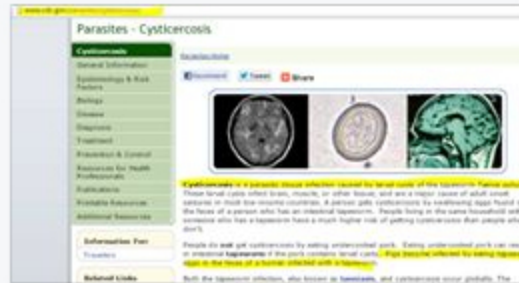 www.cdc.gov/parasites/cysticercosis/
Parasites - Cysticercosis
Cysticercosis
General Information
Epidemiology & Risk
Factors
Biology
Disease
Diagnosis
Treatment
Prevention & Control
Resources for Health
Professionals
Publications
Printable Resources
Additional Resources
Information For:
Travelers
Related Links
Parasites Home
Recommend Tweet Share
Cysticercosis is a parasitic tissue infection caused by larval cysts of the tapeworm Taenia solium.
These larval cysts infect brain, muscle, or other tissue, and are a major cause of adult onset
seizures in most low-income countries. A person gets cysticercosis by swallowing eggs found in
the feces of a person who has an intestinal tapeworm. People living in the same household with
someone who has a tapeworm have a much higher risk of getting cysticercosis than people who
don't.
People do not get cysticercosis by eating undercooked pork. Eating undercooked pork can result
in intestinal tapeworm if the pork contains larval cysts. Pigs become infected by eating tapeworm
eggs in the feces of a human infected with a tapeworm.
Both the tapeworm infection, also known as taeniasis, and cysticercosis occur globally. The